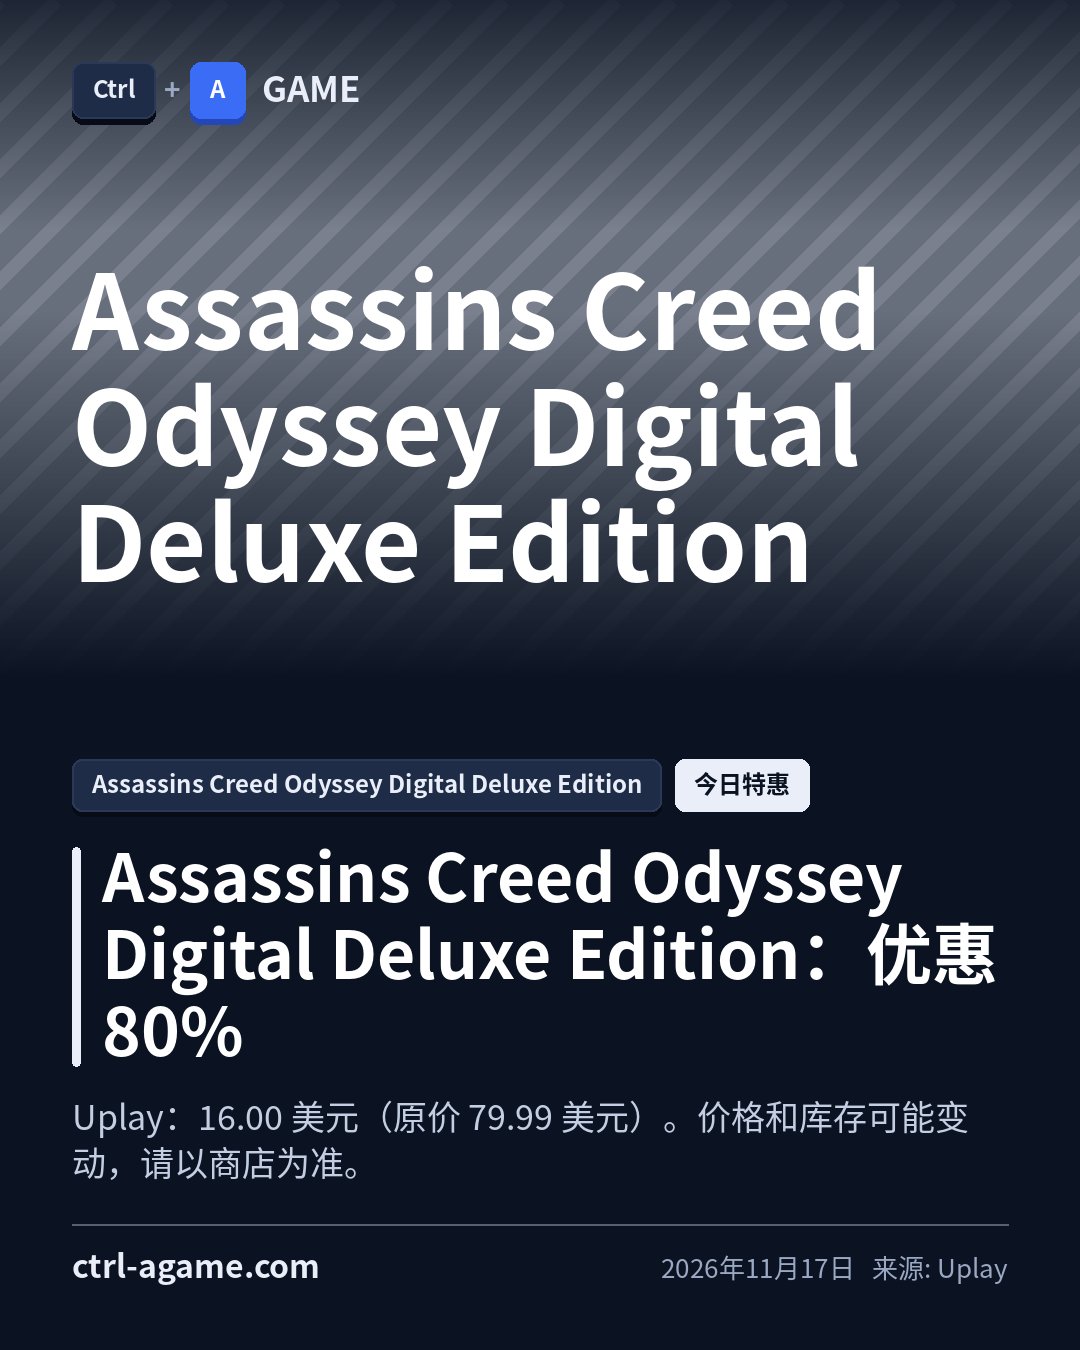 Ctrl + A GAME
Assassins Creed
Odyssey Digital
Deluxe Edition
Assassins Creed Odyssey Digital Deluxe Edition 今日特惠
Assassins Creed Odyssey
Digital Deluxe Edition：优惠
80%
Uplay：16.00 美元（原价 79.99 美元）。价格和库存可能变
动，请以商店为准。
ctrl-agame.com 2026年11月17日 来源: Uplay